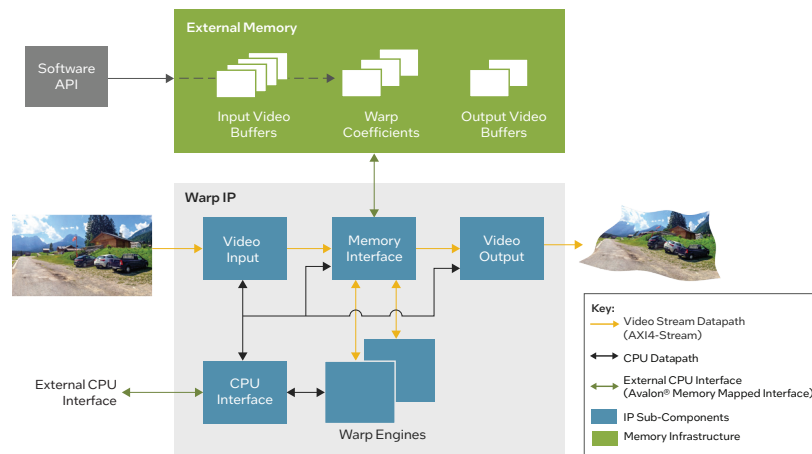 External Memory
Software
API
Input Video
Buffers
Warp
Coefficients
Output Video
Buffers
Warp IP
Video
Input
Memory
Interface
Video
Output
External CPU
Interface
CPU
Interface
Warp Engines
Key:
Video Stream Datapath
(AXI4-Stream)
CPU Datapath
External CPU Interface
(Avalon® Memory Mapped Interface)
IP Sub-Components
Memory Infrastructure